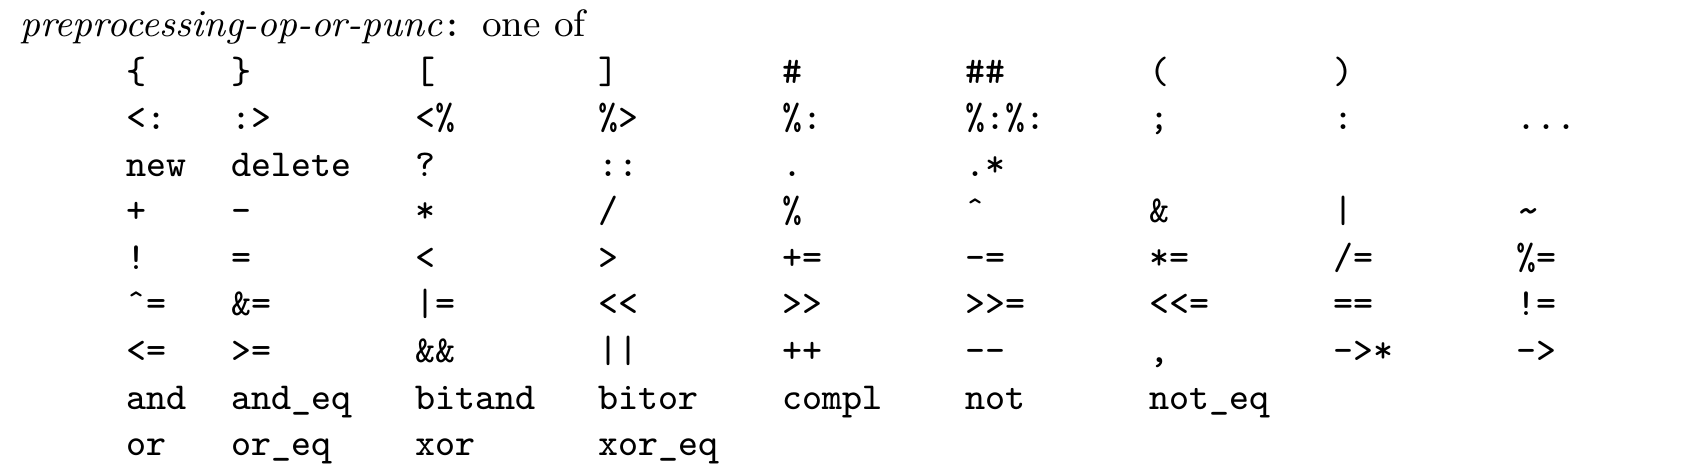 preprocessing-op-or-punc: one of
{ } [ ] # ## ( )
<: :> <% %> %: %:%: ; : ...
new delete ? :: . .*
+ - * / % ^ & | ~
! = < > += -= *= /= %=
^= &= |= << >> >>= <<= == !=
<= >= && || ++ -- , ->* ->
and and_eq bitand bitor compl not not_eq
or or_eq xor xor_eq